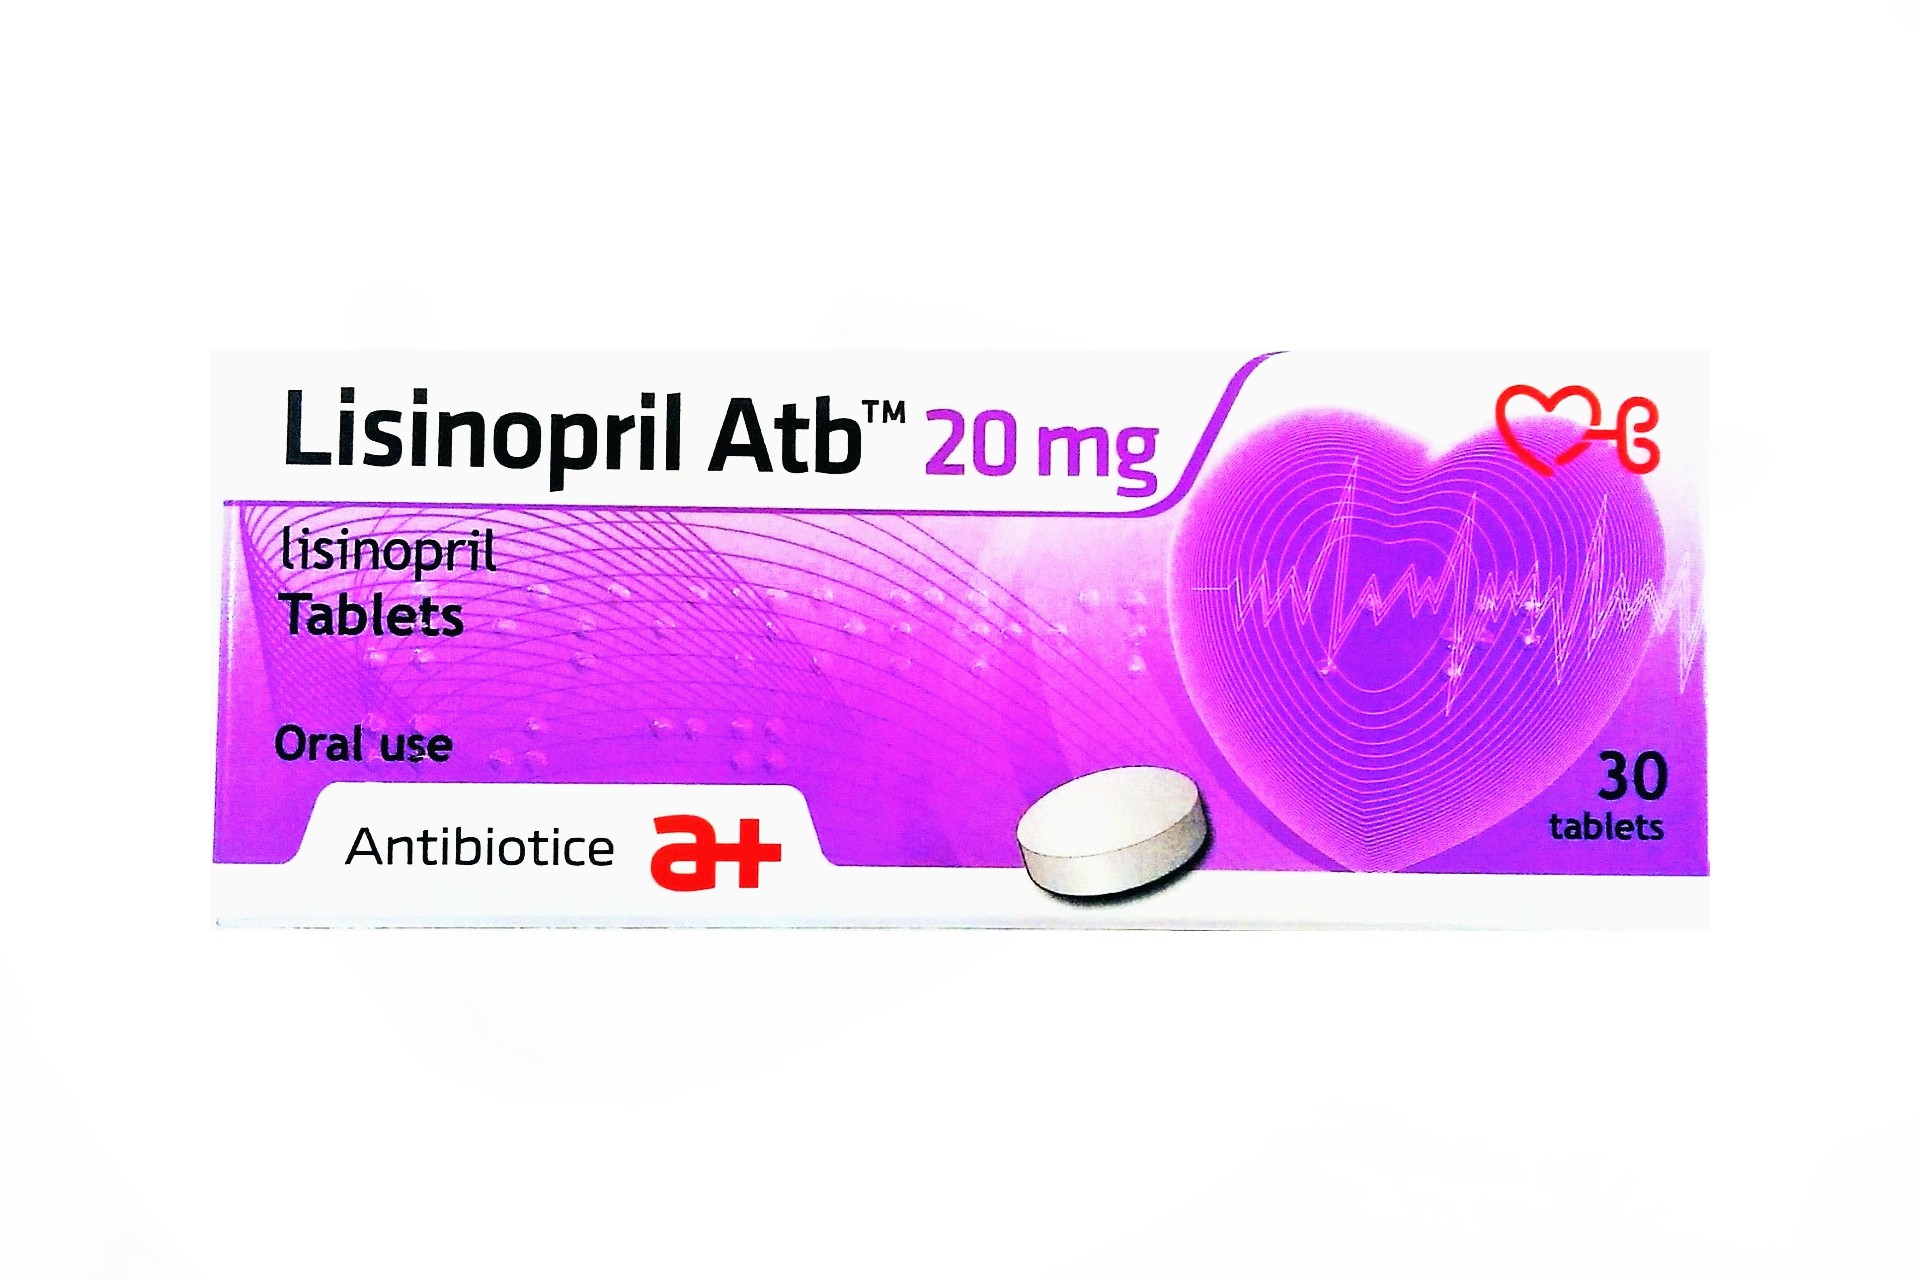 Lisinopril Atb™ 20 mg
lisinopril
Tablets
Oral use
Antibiotice a+
30
tablets